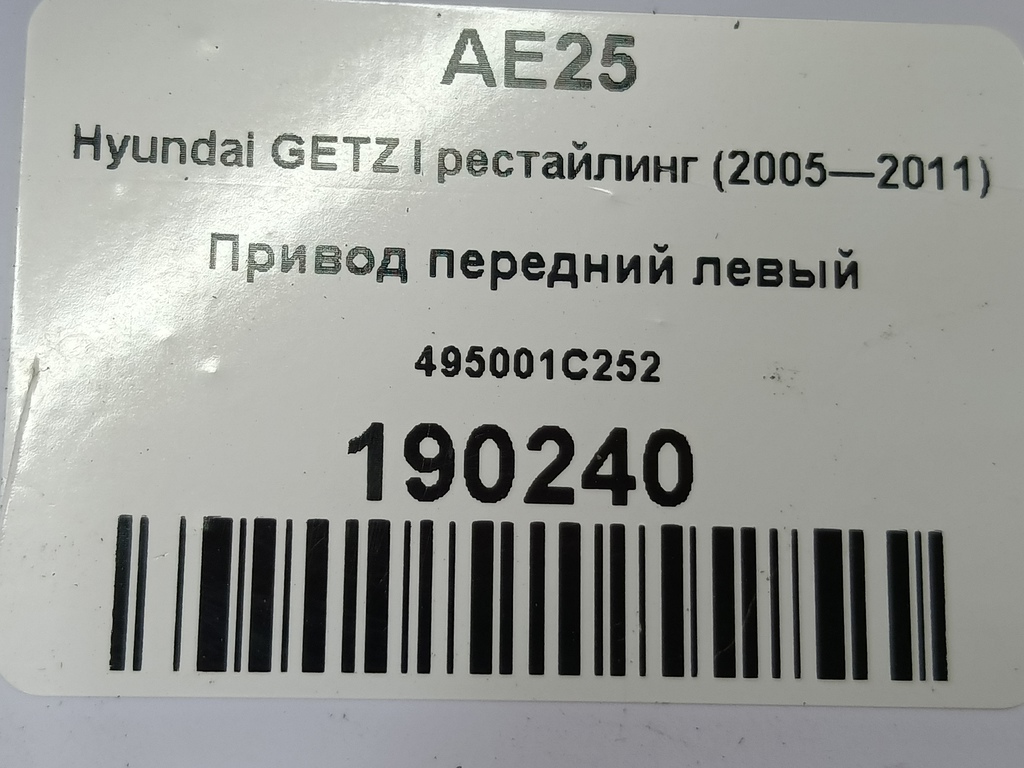 AE25
Hyundai GETZ I рестайлинг (2005—2011)
Привод передний левый
495001C252
190240